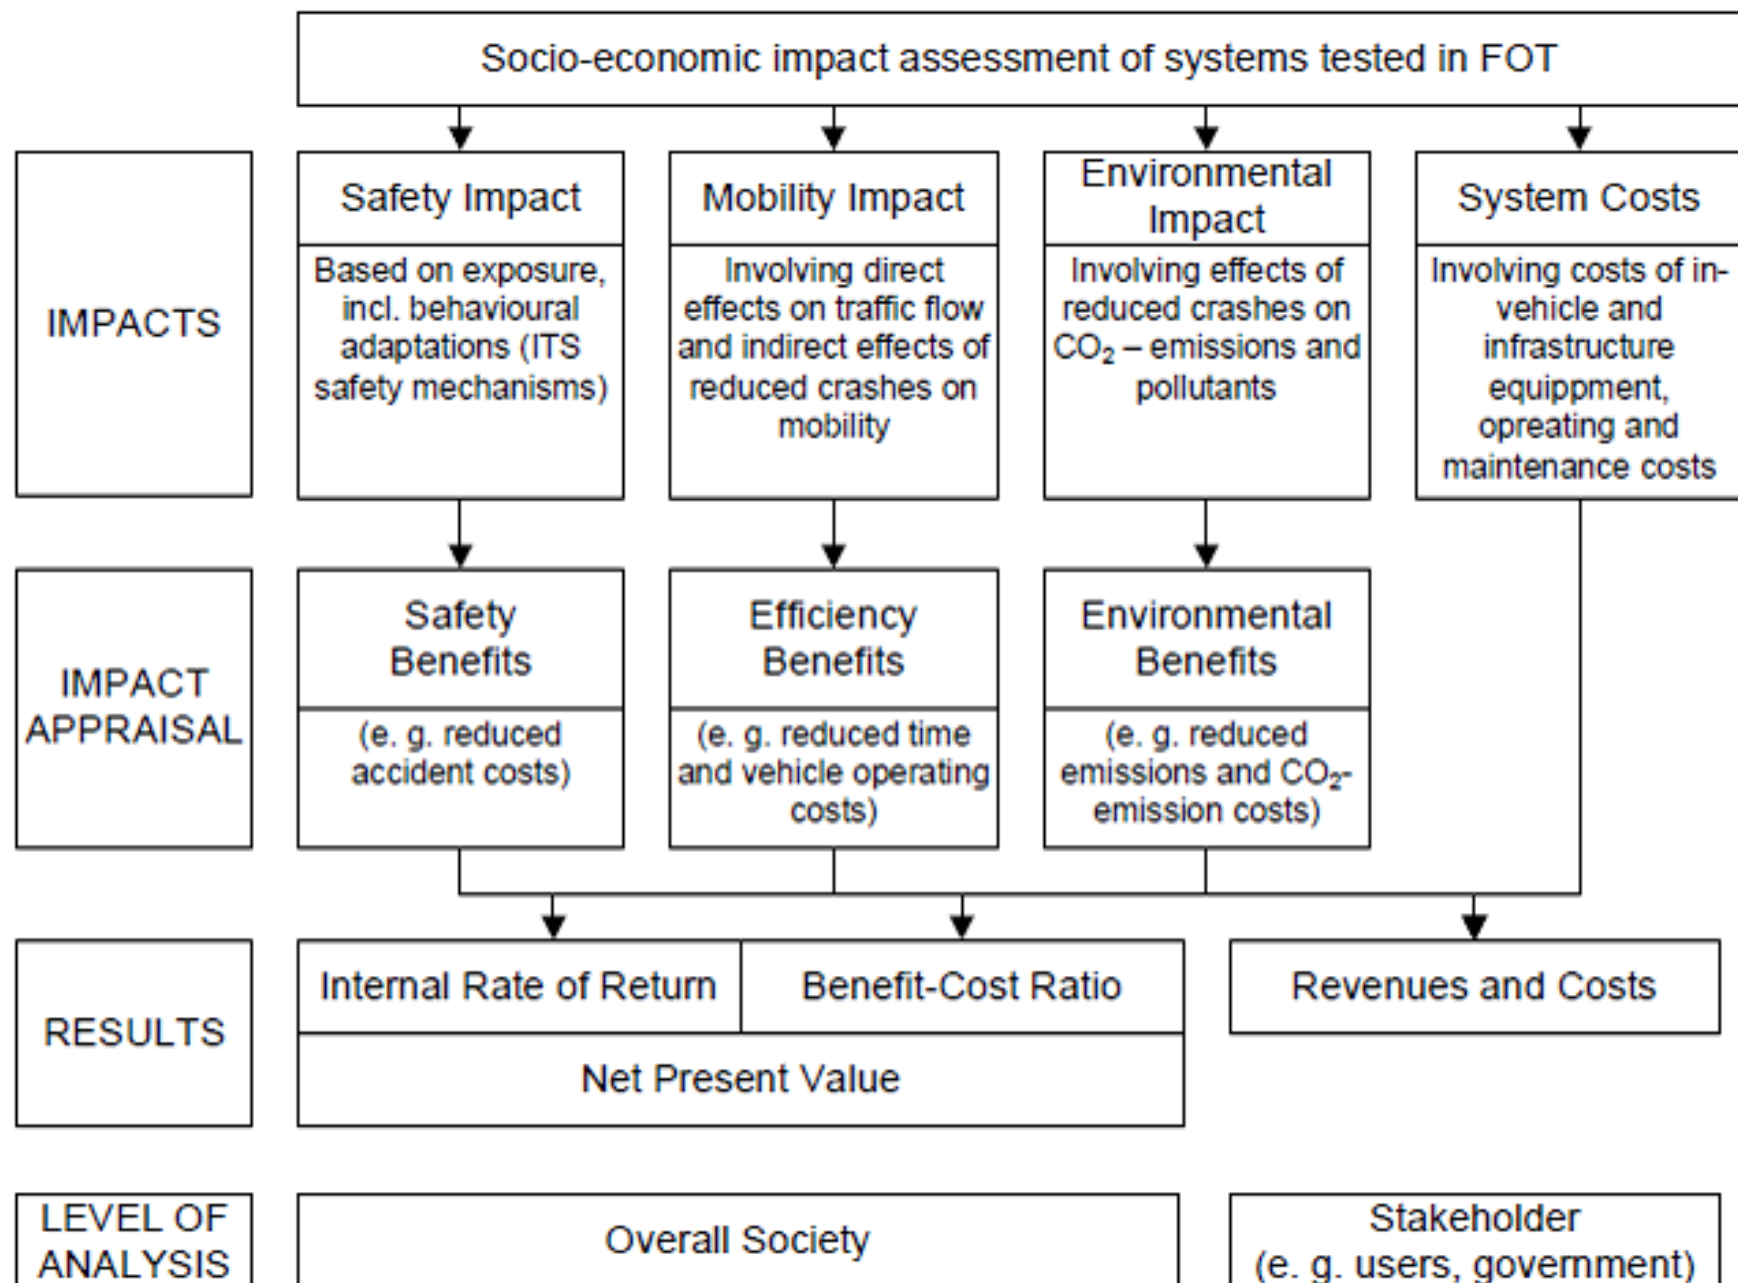 Socio-economic impact assessment of systems tested in FOT
IMPACTS
Safety Impact
Based on exposure,
incl. behavioural
adaptations (ITS
safety mechanisms)
Mobility Impact
Involving direct
effects on traffic flow
and indirect effects of
reduced crashes on
mobility
Environmental
Impact
Involving effects of
reduced crashes on
CO₂ – emissions and
pollutants
System Costs
Involving costs of in-
vehicle and
infrastructure
equippment,
opreating and
maintenance costs
IMPACT
APPRAISAL
Safety
Benefits
(e. g. reduced
accident costs)
Efficiency
Benefits
(e. g. reduced time
and vehicle operating
costs)
Environmental
Benefits
(e. g. reduced
emissions and CO₂-
emission costs)
RESULTS
Internal Rate of Return
Benefit-Cost Ratio
Net Present Value
Revenues and Costs
LEVEL OF
ANALYSIS
Overall Society
Stakeholder
(e. g. users, government)